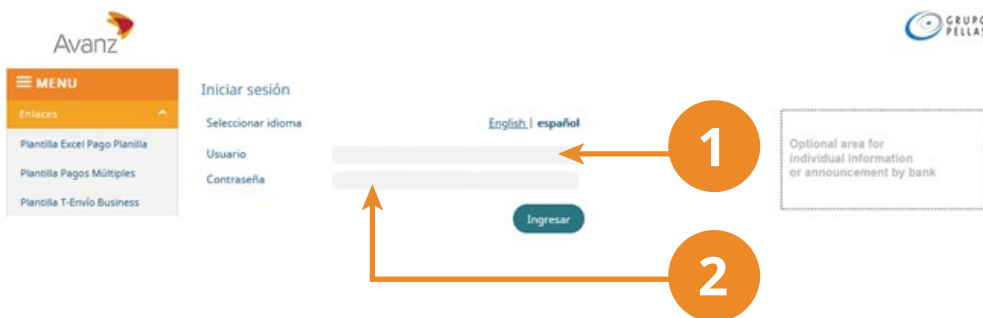 Avanz
GRUPO
PELLAS
MENU
Enlaces
Plantilla Excel Pago Planilla
Plantilla Pagos Múltiples
Plantilla T-Envío Business
Iniciar sesión
Seleccionar idioma
English | español
Usuario
Contraseña
Ingresar
1
2
Optional area for
individual information
or announcement by bank